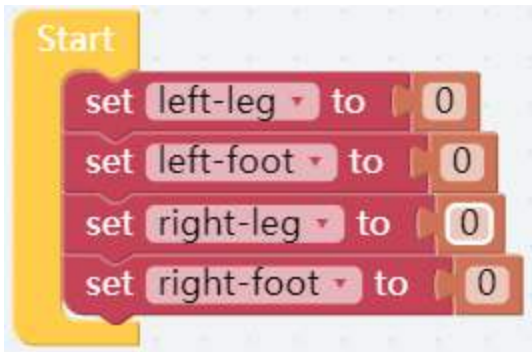 Start
set left-leg to 0
set left-foot to 0
set right-leg to 0
set right-foot to 0